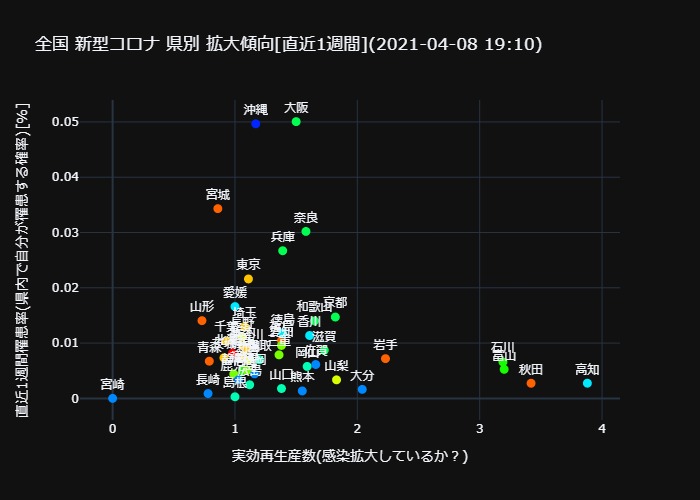 全国 新型コロナ 県別 拡大傾向[直近1週間](2021-04-08 19:10)
直近1週間罹患率(県内で自分が罹患する確率)[%]
0.05
0.04
0.03
0.02
0.01
0
沖縄
大阪
宮城
奈良
兵庫
東京
愛媛
山形
埼玉
和歌山
京都
徳島
香川
千葉
滋賀
青森
岩手
石川
富山
佐賀
岡山
山梨
秋田
高知
宮崎
長崎
島根
山口
熊本
大分
0
1
2
3
4
実効再生産数(感染拡大しているか？)